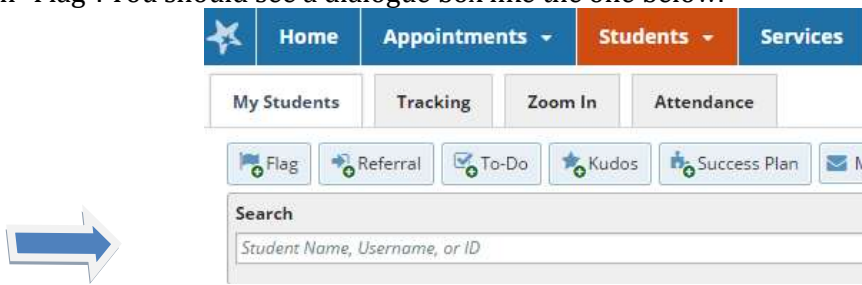 "Flag". You should see a dialogue box like the one below:
Home Appointments Students Services
My Students Tracking Zoom In Attendance
Flag Referral To-Do Kudos Success Plan
Search
Student Name, Username, or ID